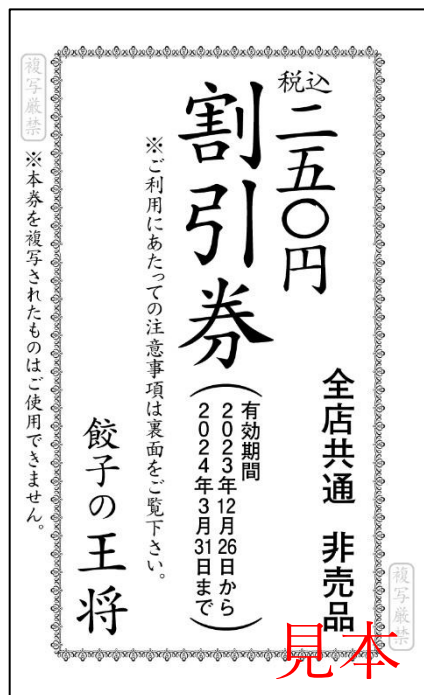 複写厳禁
全店共通 非売品
税込
二五〇円
割引券
(有効期間
2023年12月26日から
2024年3月31日まで)
※ご利用にあたっての注意事項は裏面をご覧下さい。
餃子の王将
※本券を複写されたものはご使用できません。
複写厳禁
見本